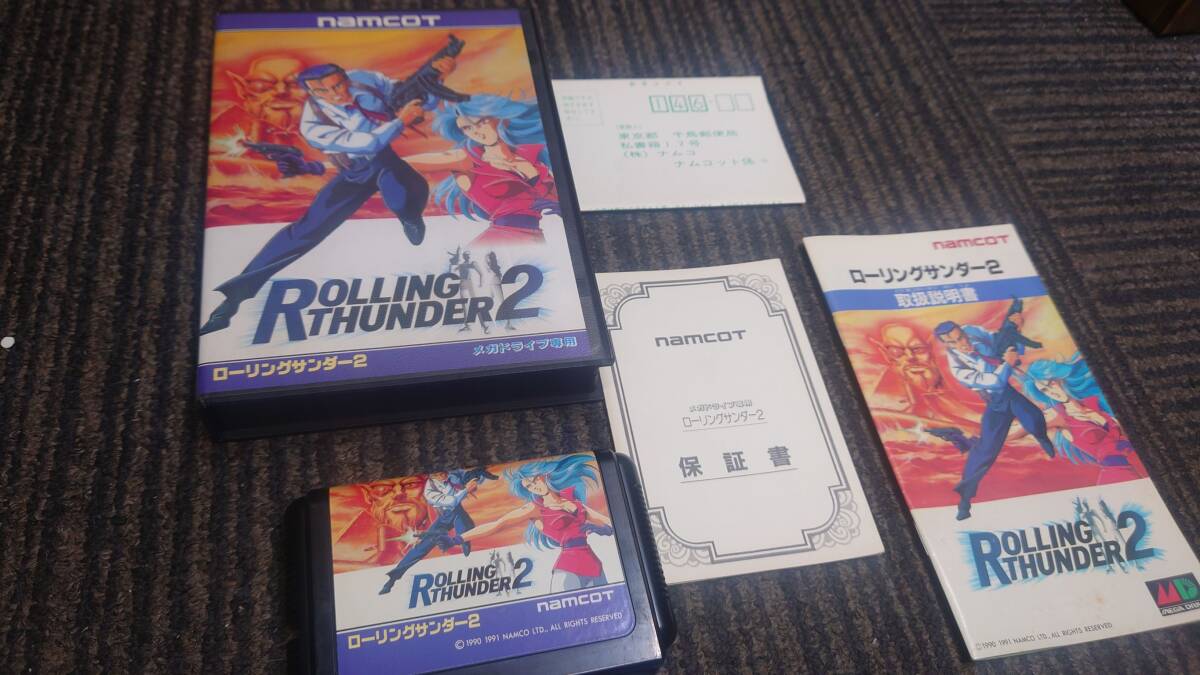 namcot
ROLLING
THUNDER 2
メガドライブ専用
ローリングサンダー2
146
東京都 千鳥郵便局
私書箱17号
(株)ナムコ
ナムコット係
namcot
メガドライブ専用
ローリングサンダー2
保証書
namcot
ローリングサンダー2
取扱説明書
ROLLING
THUNDER 2
© 1990 1991 NAMCO LTD., ALL RIGHTS RESERVED
ROLLING
THUNDER 2
namcot
ローリングサンダー2
© 1990 1991 NAMCO LTD., ALL RIGHTS RESERVED